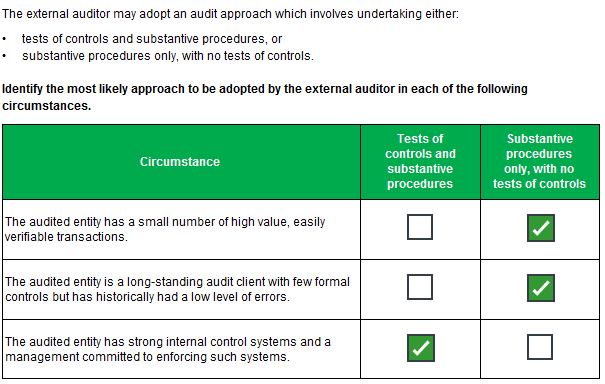 The external auditor may adopt an audit approach which involves undertaking either:
• tests of controls and substantive procedures, or
• substantive procedures only, with no tests of controls.
Identify the most likely approach to be adopted by the external auditor in each of the following
circumstances.
Circumstance
Tests of
controls and
substantive
procedures
Substantive
procedures
only, with no
tests of controls
The audited entity has a small number of high value, easily
verifiable transactions.
The audited entity is a long-standing audit client with few formal
controls but has historically had a low level of errors.
The audited entity has strong internal control systems and a
management committed to enforcing such systems.